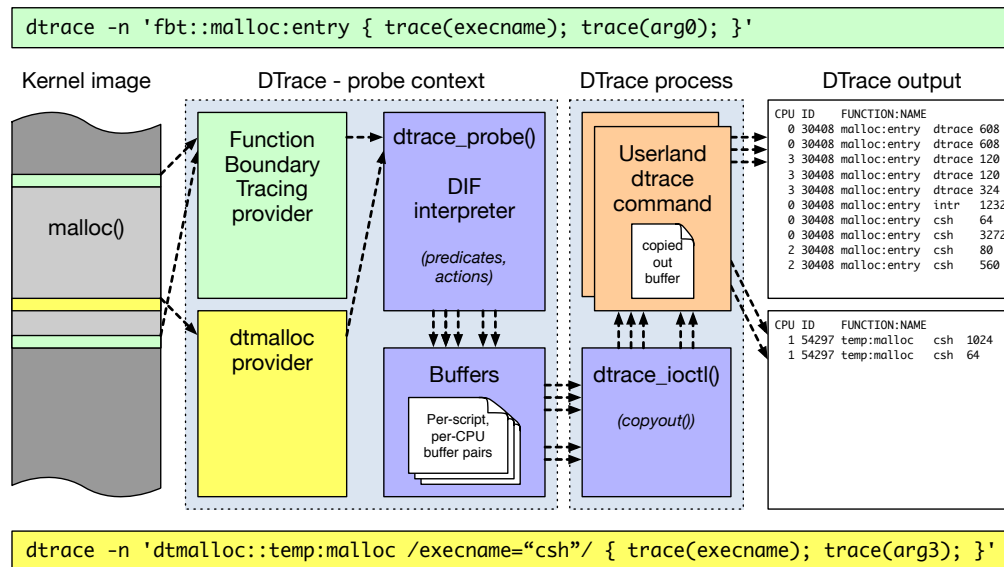 dtrace -n 'fbt::malloc:entry { trace(execname); trace(arg0); }'
Kernel image
DTrace - probe context
DTrace process
DTrace output
malloc()
Function
Boundary
Tracing
provider
dtmalloc
provider
dtrace_probe()
DIF
interpreter
(predicates,
actions)
Buffers
Per-script,
per-CPU
buffer pairs
Userland
dtrace
command
copied
out
buffer
dtrace_ioctl()
(copyout())
CPU ID FUNCTION:NAME
0 30408 malloc:entry dtrace 608
0 30408 malloc:entry dtrace 608
3 30408 malloc:entry dtrace 120
3 30408 malloc:entry dtrace 120
3 30408 malloc:entry dtrace 324
0 30408 malloc:entry intr 1232
0 30408 malloc:entry csh 64
0 30408 malloc:entry csh 3272
2 30408 malloc:entry csh 80
2 30408 malloc:entry csh 560
CPU ID FUNCTION:NAME
1 54297 temp:malloc csh 1024
1 54297 temp:malloc csh 64
dtrace -n 'dtmalloc::temp:malloc /execname=“csh”/ { trace(execname); trace(arg3); }'